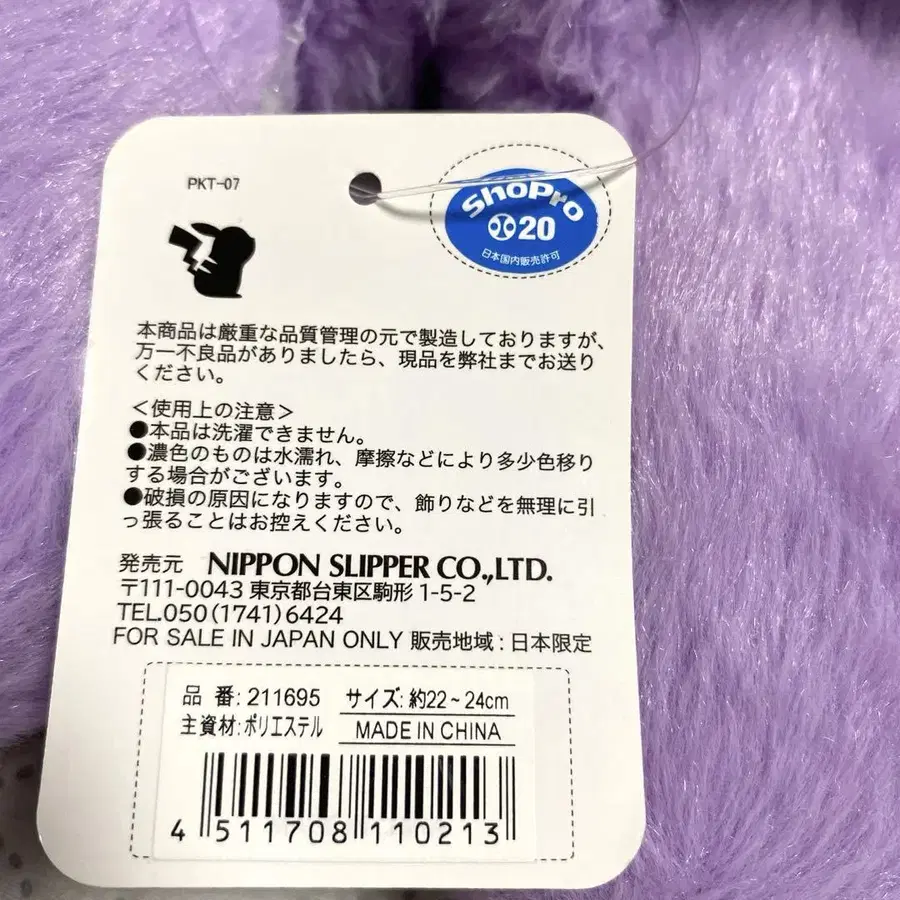 PKT-07
ShoPro
20
日本国内販売許可
本商品は厳重な品質管理の元で製造しておりますが、
万一不良品がありましたら、現品を弊社までお送り
ください。
＜使用上の注意＞
●本品は洗濯できません。
●濃色のものは水濡れ、摩擦などにより多少色移り
する場合がございます。
●破損の原因になりますので、飾りなどを無理に引
っ張ることはお控えください。
発売元 NIPPON SLIPPER CO.,LTD.
〒111-0043 東京都台東区駒形 1-5-2
TEL.050(1741)6424
FOR SALE IN JAPAN ONLY 販売地域 : 日本限定
品 番: 211695 サイズ: 約22~24cm
主資材:ポリエステル MADE IN CHINA
4 511708 110213